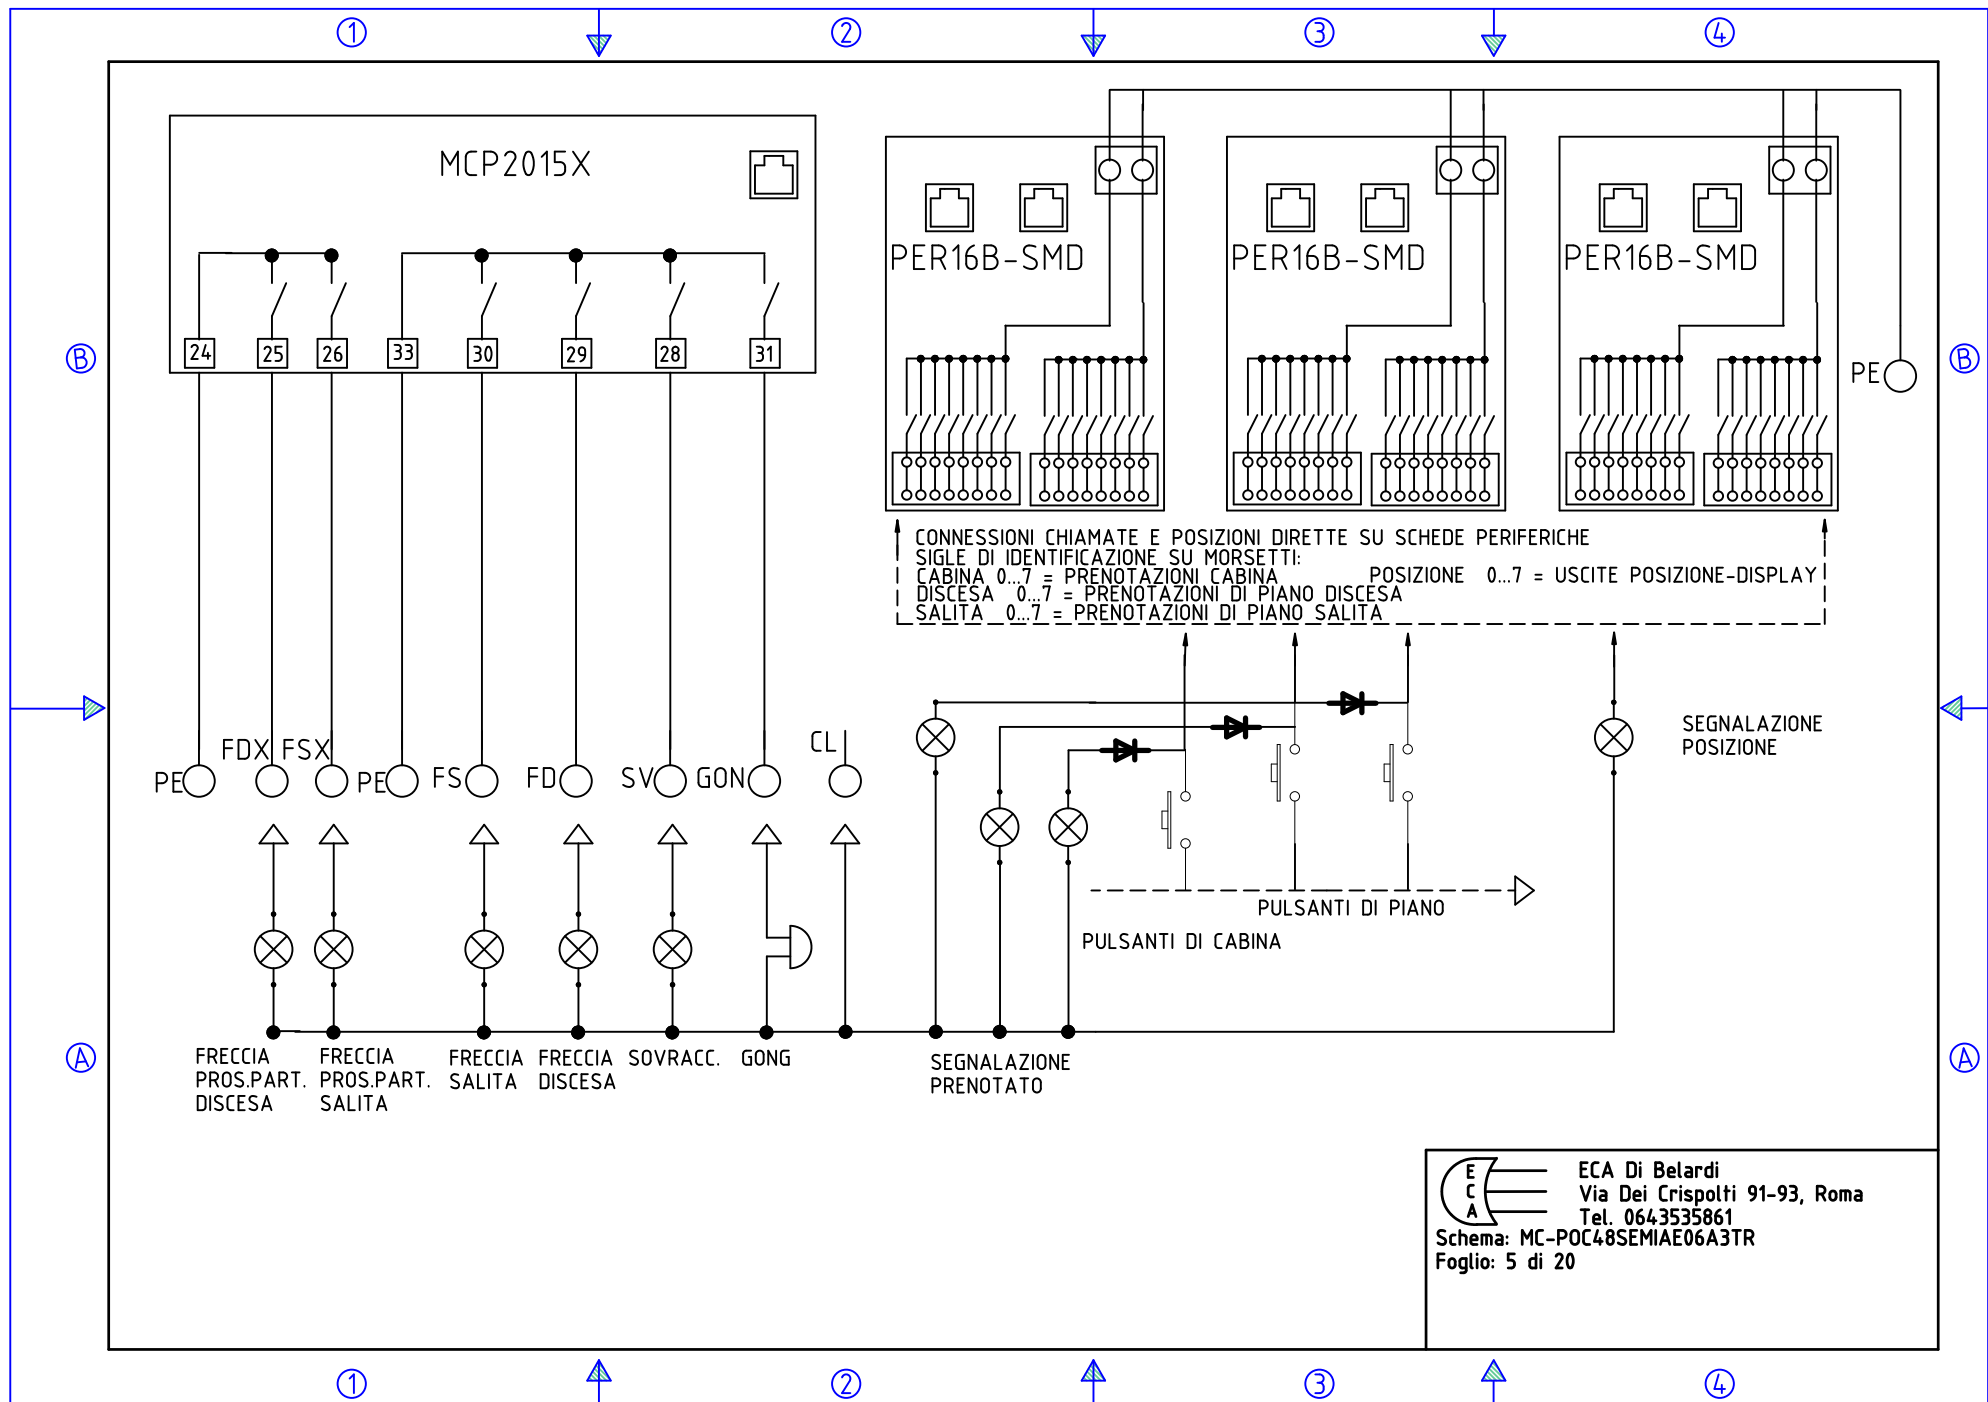 1 2 3 4
MCP2015X
PER16B-SMD PER16B-SMD PER16B-SMD
24 25 26 33 30 29 28 31
B B
PE
CONNESSIONI CHIAMATE E POSIZIONI DIRETTE SU SCHEDE PERIFERICHE
SIGLE DI IDENTIFICAZIONE SU MORSETTI:
CABINA 0...7 = PRENOTAZIONI CABINA POSIZIONE 0...7 = USCITE POSIZIONE-DISPLAY
DISCESA 0...7 = PRENOTAZIONI DI PIANO DISCESA
SALITA 0...7 = PRENOTAZIONI DI PIANO SALITA
SEGNALAZIONE
POSIZIONE
PE FDX FSX PE FS FD SV GON CL
PULSANTI DI PIANO
PULSANTI DI CABINA
A A
FRECCIA
PROS.PART.
DISCESA
FRECCIA
PROS.PART.
SALITA
FRECCIA
SALITA
FRECCIA
DISCESA
SOVRACC.
GONG
SEGNALAZIONE
PRENOTATO
E
C
A
ECA Di Belardi
Via Dei Crispolti 91-93, Roma
Tel. 0643535861
Schema: MC-POC48SEMIAE06A3TR
Foglio: 5 di 20
1 2 3 4